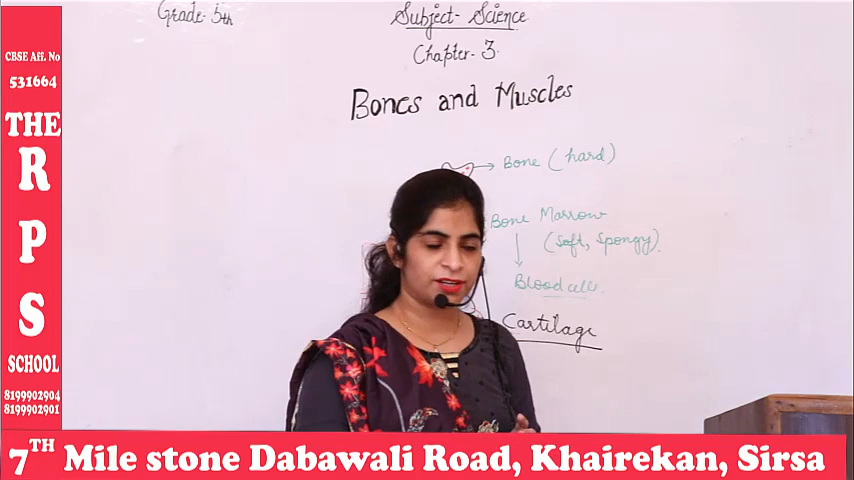 Grade- 5th
Subject- Science
Chapter- 3
Bones and Muscles
Bone (hard)
Bone Marrow
(Soft, Spongy)
Blood cells.
Cartilage
CBSE Aff. No
531664
THE
R
P
S
SCHOOL
8199902904
8199902901
7TH Mile stone Dabawali Road, Khairekan, Sirsa